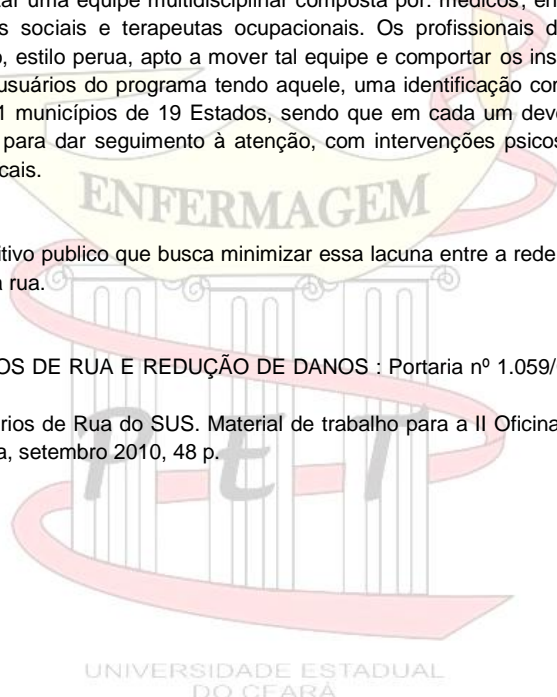 ar uma equipe multidisciplinar composta por: médicos, en
s sociais e terapeutas ocupacionais. Os profissionais d
o, estilo perua, apto a mover tal equipe e comportar os ins
usuários do programa tendo aquele, uma identificação con
1 municípios de 19 Estados, sendo que em cada um deve
para dar seguimento à atenção, com intervenções psicos
cais.
ENFERMAGEM
itivo publico que busca minimizar essa lacuna entre a rede
a rua.
OS DE RUA E REDUÇÃO DE DANOS : Portaria nº 1.059/
rios de Rua do SUS. Material de trabalho para a II Oficina
a, setembro 2010, 48 p.
PET
UNIVERSIDADE ESTADUAL
DO CEARÁ